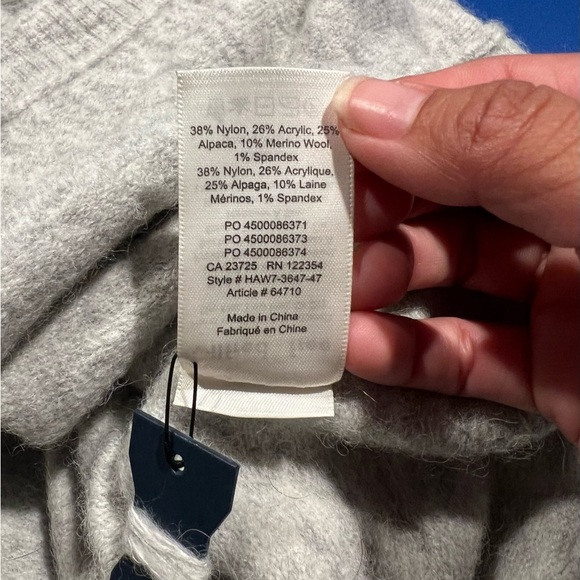 38% Nylon, 26% Acrylic, 25%
Alpaca, 10% Merino Wool,
1% Spandex
38% Nylon, 26% Acrylique,
25% Alpaga, 10% Laine
Mérinos, 1% Spandex
PO 4500086371
PO 4500086373
PO 4500086374
CA 23725 RN 122354
Style # HAW7-3647-47
Article # 64710
Made in China
Fabriqué en Chine